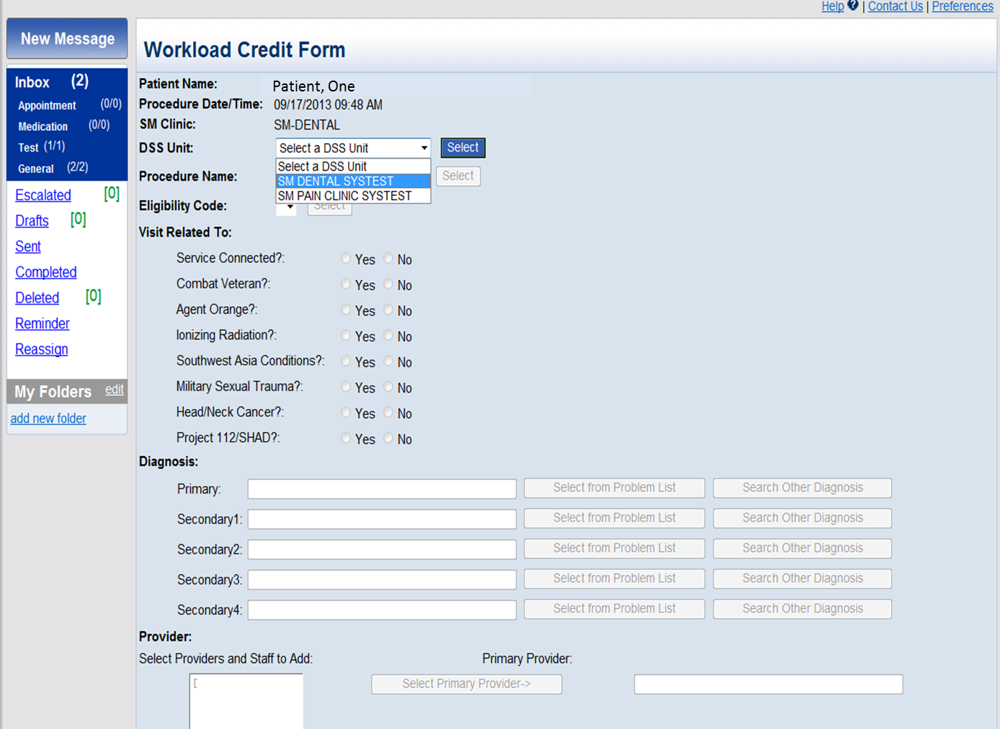 Help ? | Contact Us | Preferences
New Message
Inbox (2)
Appointment (0/0)
Medication (0/0)
Test (1/1)
General (2/2)
Escalated [0]
Drafts [0]
Sent
Completed
Deleted [0]
Reminder
Reassign
My Folders edit
add new folder
Workload Credit Form
Patient Name: Patient, One
Procedure Date/Time: 09/17/2013 09:48 AM
SM Clinic: SM-DENTAL
DSS Unit: Select a DSS Unit Select
Select a DSS Unit
SM DENTAL SYSTEST
SM PAIN CLINIC SYSTEST
Procedure Name: Select
Eligibility Code: Select
Visit Related To:
Service Connected?: Yes No
Combat Veteran?: Yes No
Agent Orange?: Yes No
Ionizing Radiation?: Yes No
Southwest Asia Conditions?: Yes No
Military Sexual Trauma?: Yes No
Head/Neck Cancer?: Yes No
Project 112/SHAD?: Yes No
Diagnosis:
Primary: Select from Problem List Search Other Diagnosis
Secondary1: Select from Problem List Search Other Diagnosis
Secondary2: Select from Problem List Search Other Diagnosis
Secondary3: Select from Problem List Search Other Diagnosis
Secondary4: Select from Problem List Search Other Diagnosis
Provider:
Select Providers and Staff to Add: Primary Provider:
[ Select Primary Provider->